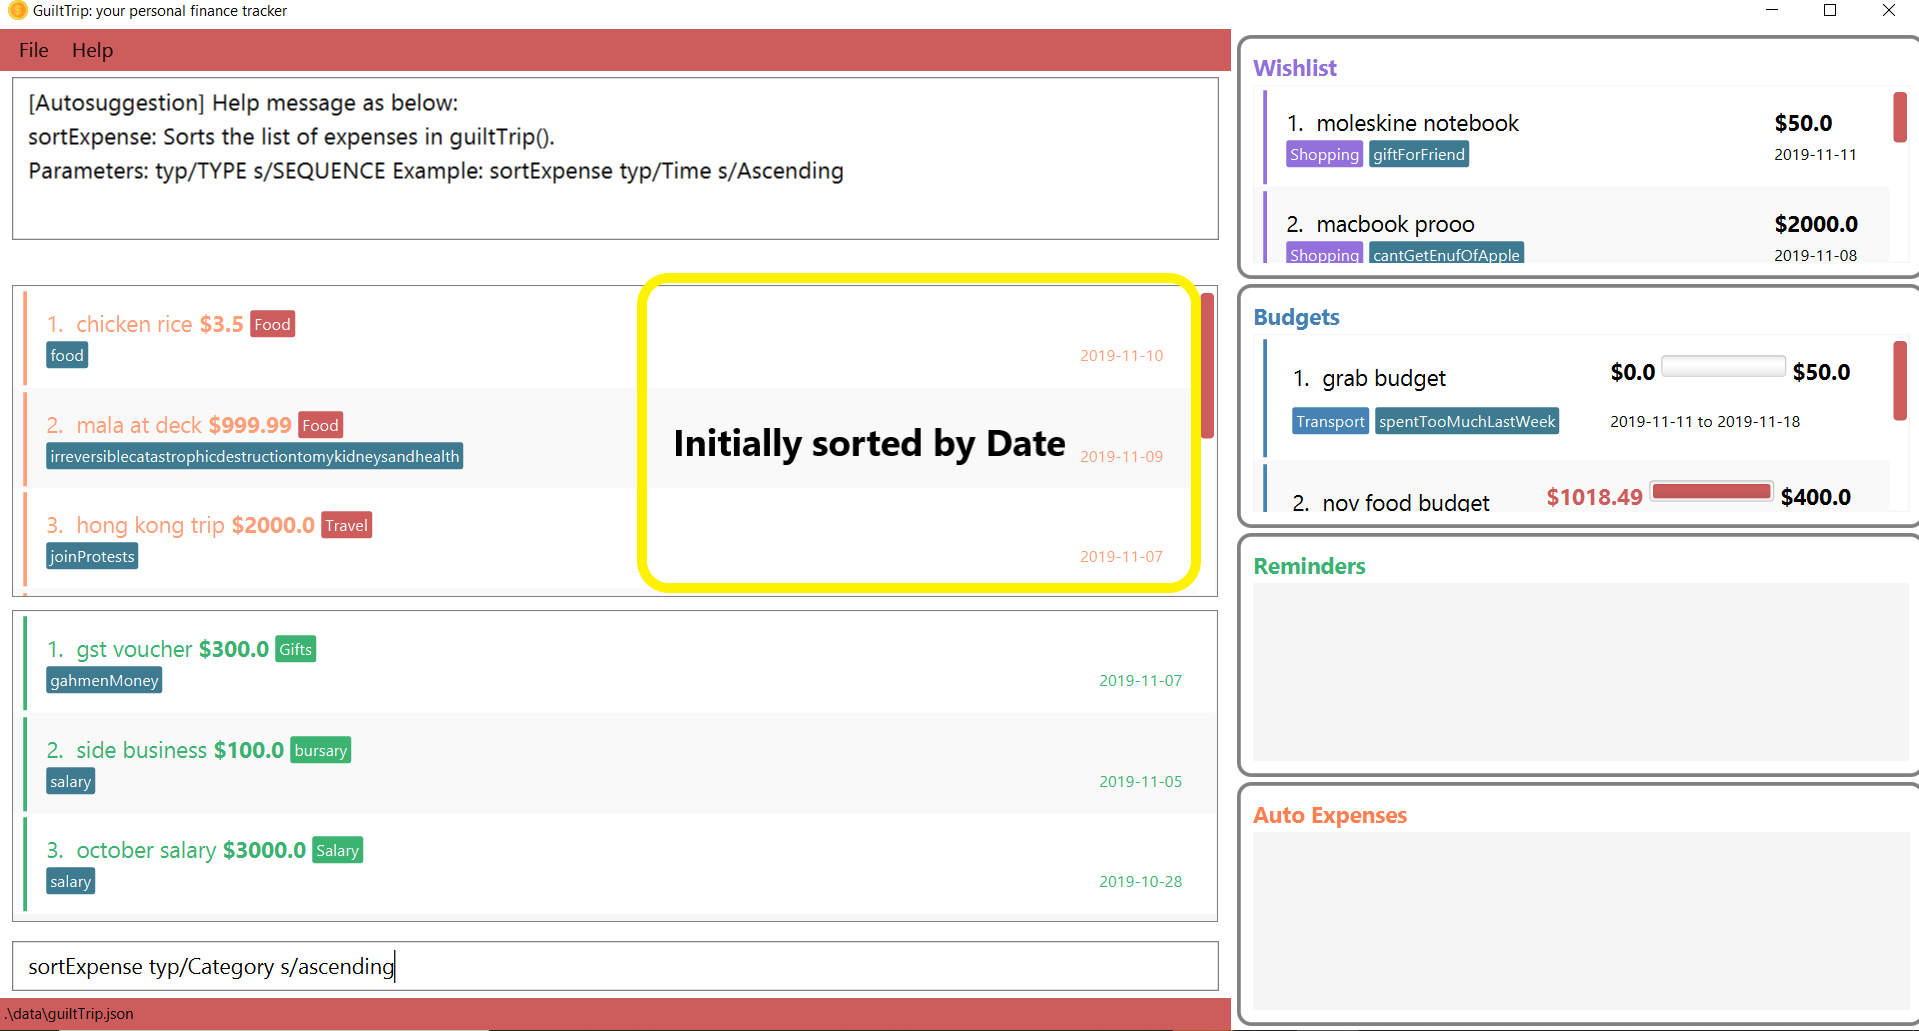 GuiltTrip: your personal finance tracker
File Help
[Autosuggestion] Help message as below:
sortExpense: Sorts the list of expenses in guiltTrip().
Parameters: typ/TYPE s/SEQUENCE Example: sortExpense typ/Time s/Ascending
1. chicken rice $3.5 Food
food
2019-11-10
2. mala at deck $999.99 Food
irreversiblecatastrophicdestructiontomykidneysandhealth
2019-11-09
Initially sorted by Date
3. hong kong trip $2000.0 Travel
joinProtests
2019-11-07
1. gst voucher $300.0 Gifts
gahmenMoney
2019-11-07
2. side business $100.0 bursary
salary
2019-11-05
3. october salary $3000.0 Salary
salary
2019-10-28
sortExpense typ/Category s/ascending
.\data\guiltTrip.json
Wishlist
1. moleskine notebook $50.0
Shopping giftForFriend 2019-11-11
2. macbook prooo $2000.0
Shopping cantGetEnufOfApple 2019-11-08
Budgets
1. grab budget $0.0 $50.0
Transport spentTooMuchLastWeek 2019-11-11 to 2019-11-18
2. nov food budget $1018.49 $400.0
Reminders
Auto Expenses